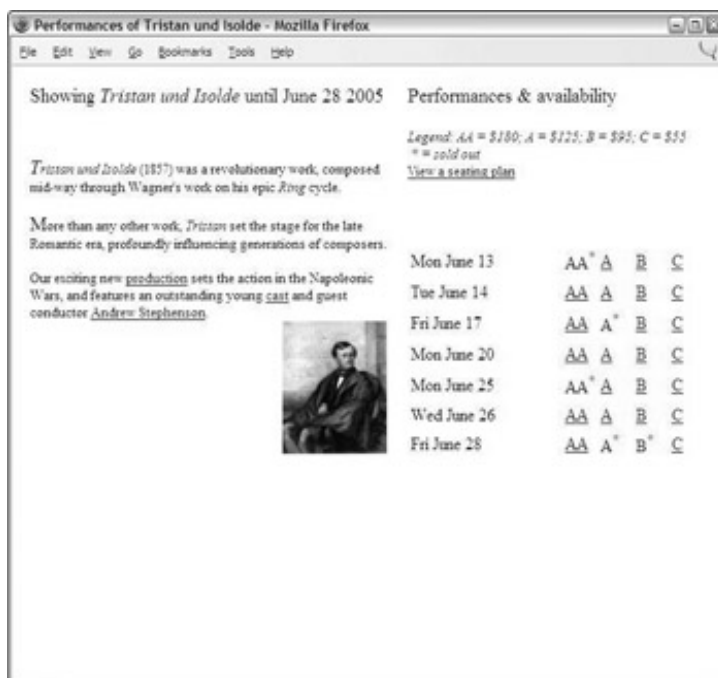 Performances of Tristan und Isolde - Mozilla Firefox
File Edit View Go Bookmarks Tools Help
Showing Tristan und Isolde until June 28 2005
Tristan und Isolde (1857) was a revolutionary work, composed
mid-way through Wagner's work on his epic Ring cycle.
More than any other work, Tristan set the stage for the late
Romantic era, profoundly influencing generations of composers.
Our exciting new production sets the action in the Napoleonic
Wars, and features an outstanding young cast and guest
conductor Andrew Stephenson.
Performances & availability
Legend: AA = $180; A = $125; B = $95; C = $55
* = sold out
View a seating plan
Mon June 13 AA* A B C
Tue June 14 AA A B C
Fri June 17 AA A* B C
Mon June 20 AA A B C
Mon June 25 AA* A B C
Wed June 26 AA A B C
Fri June 28 AA A* B* C